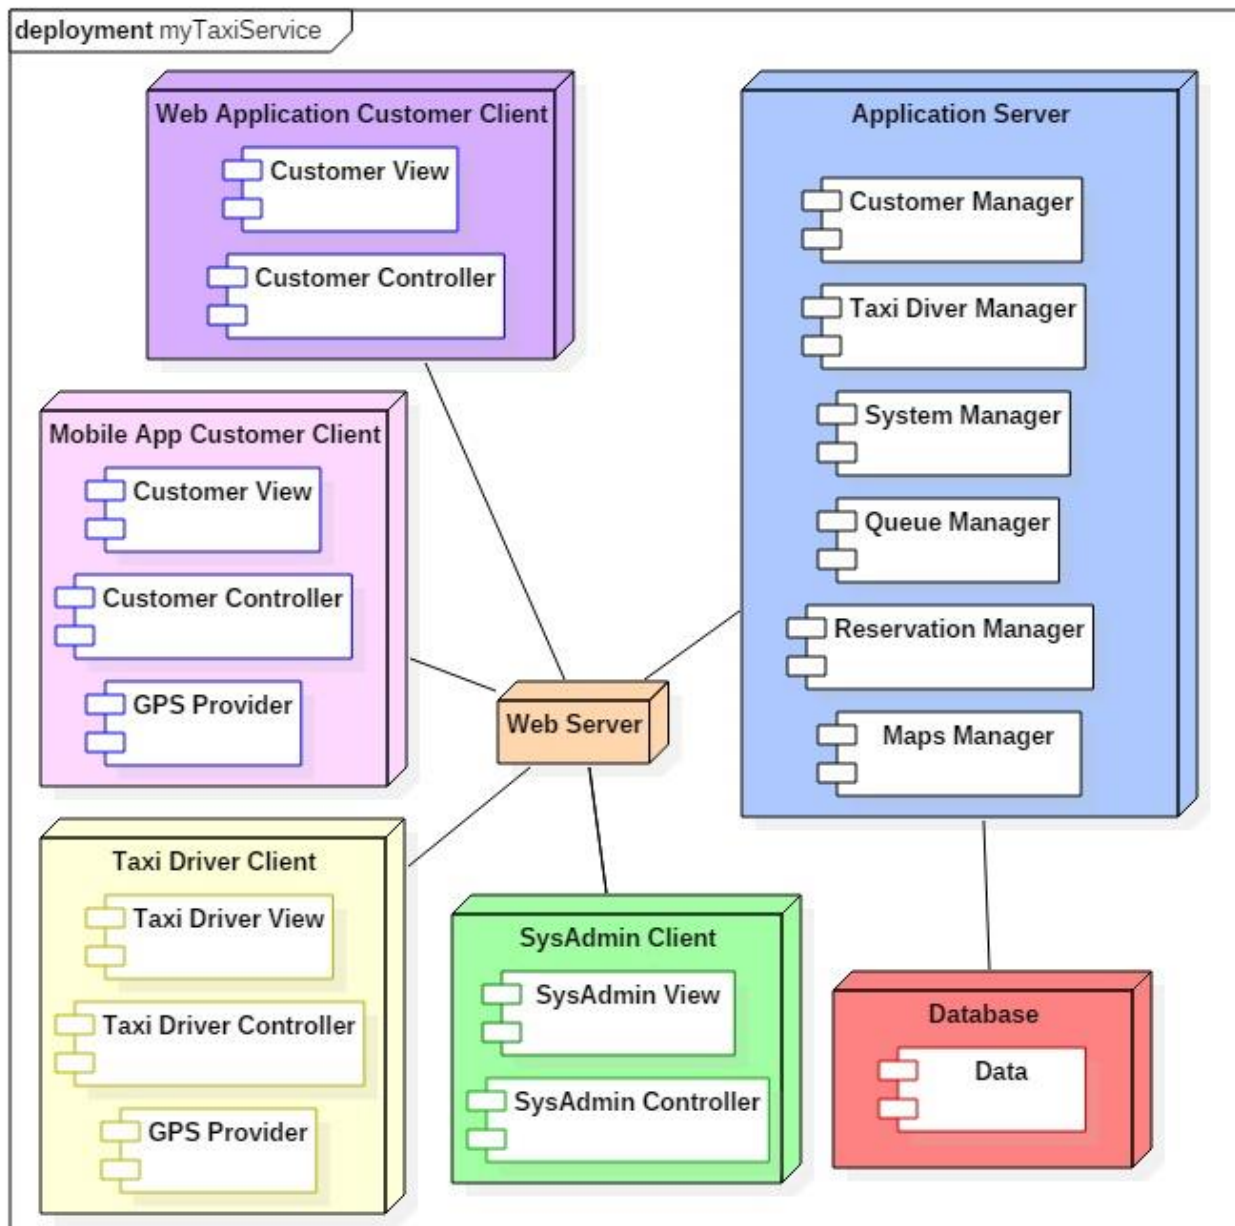 deployment myTaxiService
Web Application Customer Client
Customer View
Customer Controller
Mobile App Customer Client
Customer View
Customer Controller
GPS Provider
Taxi Driver Client
Taxi Driver View
Taxi Driver Controller
GPS Provider
Web Server
SysAdmin Client
SysAdmin View
SysAdmin Controller
Application Server
Customer Manager
Taxi Diver Manager
System Manager
Queue Manager
Reservation Manager
Maps Manager
Database
Data